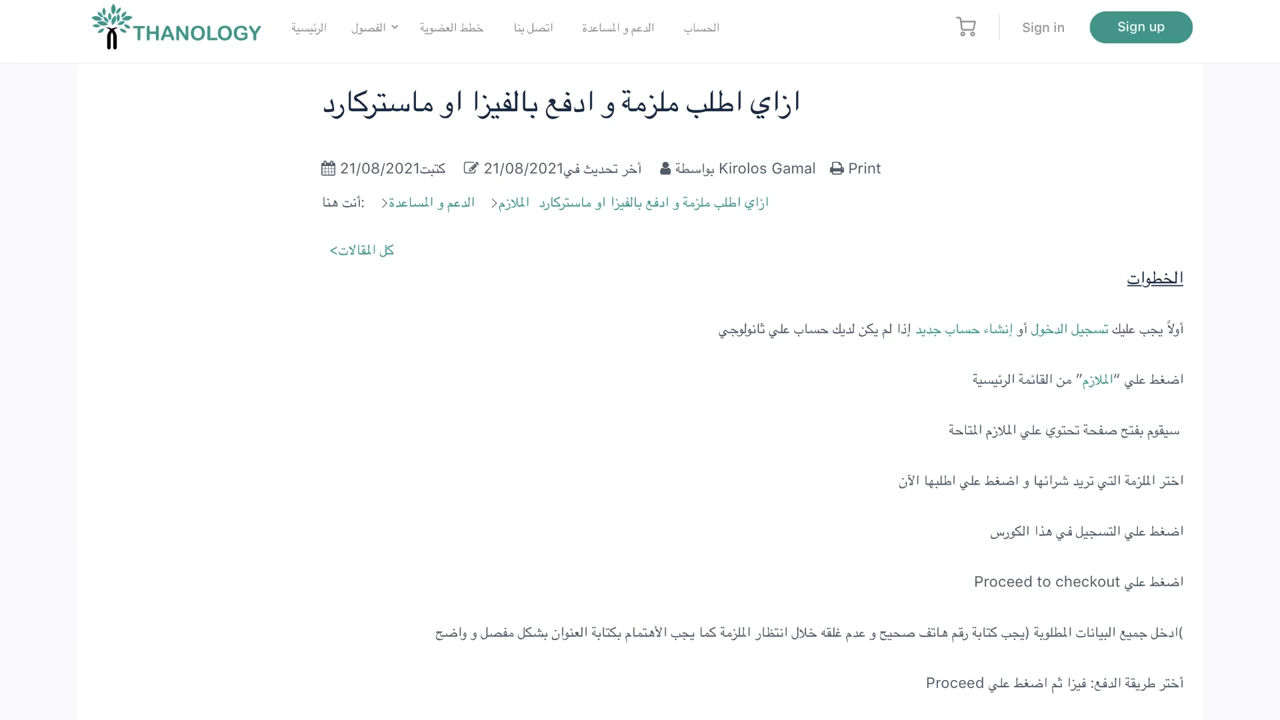 THANOLOGY
الرئيسية الفصول خطط العضوية اتصل بنا الدعم و المساعدة الحساب Sign in Sign up
ازاي اطلب ملزمة و ادفع بالفيزا او ماستركارد
كتبت21/08/2021 أخر تحديث في21/08/2021 بواسطة Kirolos Gamal Print
أنت هنا: الدعم و المساعدة> الملازم> ازاي اطلب ملزمة و ادفع بالفيزا او ماستركارد
كل المقالات>
الخطوات
أولاً يجب عليك تسجيل الدخول أو إنشاء حساب جديد إذا لم يكن لديك حساب علي ثانولوجي
اضغط علي “الملازم” من القائمة الرئيسية
سيقوم بفتح صفحة تحتوي علي الملازم المتاحة
اختر الملزمة التي تريد شرائها و اضغط علي اطلبها الآن
اضغط علي التسجيل في هذا الكورس
اضغط علي Proceed to checkout
)ادخل جميع البيانات المطلوبة (يجب كتابة رقم هاتف صحيح و عدم غلقه خلال انتظار الملزمة كما يجب الأهتمام بكتابة العنوان بشكل مفصل و واضح
أختر طريقة الدفع: فيزا ثم اضغط علي Proceed